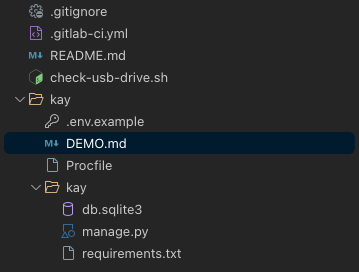 .gitignore
.gitlab-ci.yml
README.md
check-usb-drive.sh
kay
.env.example
DEMO.md
Procfile
kay
db.sqlite3
manage.py
requirements.txt